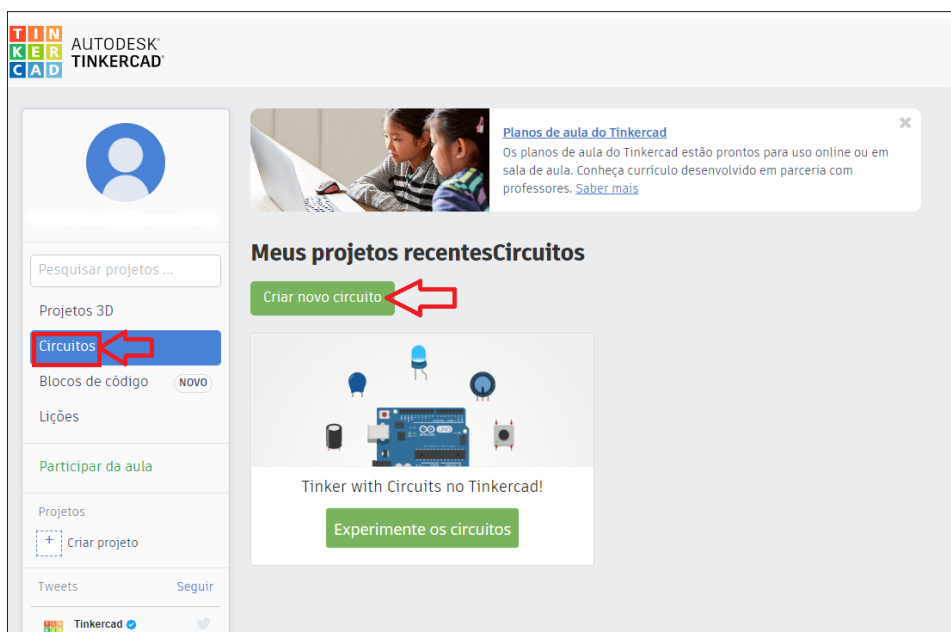 TIN
KER
CAD
AUTODESK®
TINKERCAD®
Planos de aula do Tinkercad
Os planos de aula do Tinkercad estão prontos para uso online ou em
sala de aula. Conheça currículo desenvolvido em parceria com
professores. Saber mais
Pesquisar projetos ...
Projetos 3D
Circuitos
Blocos de código NOVO
Lições
Participar da aula
Projetos
+ Criar projeto
Tweets Seguir
Tinkercad
Meus projetos recentesCircuitos
Criar novo circuito
Tinker with Circuits no Tinkercad!
Experimente os circuitos